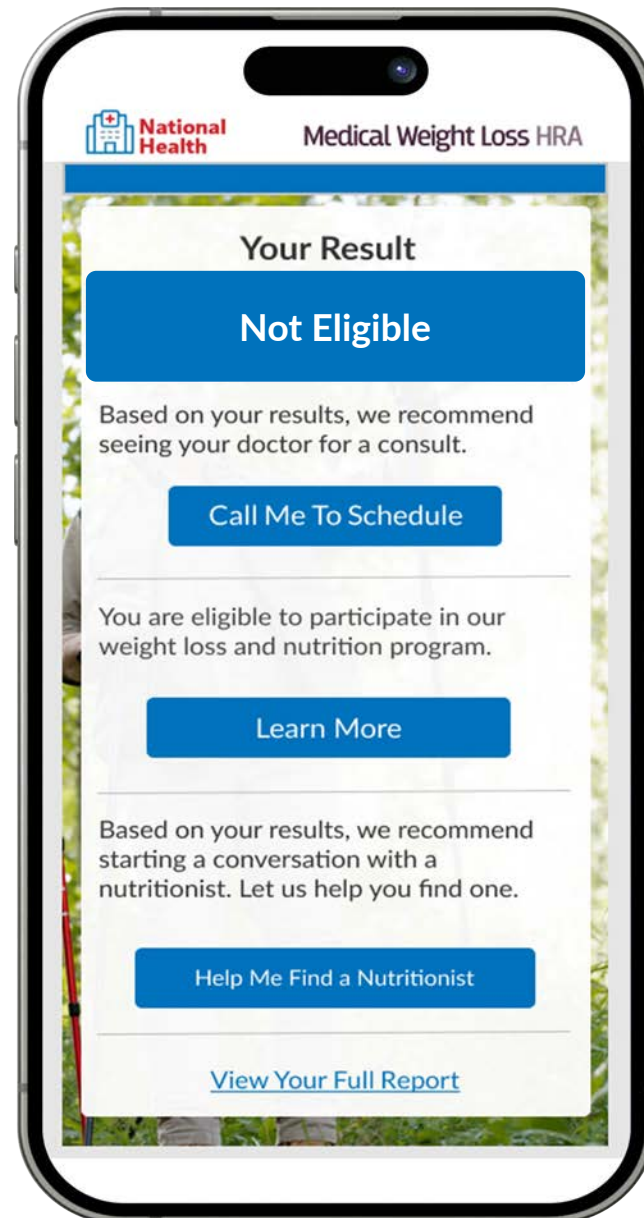 National
Health
Medical Weight Loss HRA
Your Result
Not Eligible
Based on your results, we recommend
seeing your doctor for a consult.
Call Me To Schedule
You are eligible to participate in our
weight loss and nutrition program.
Learn More
Based on your results, we recommend
starting a conversation with a
nutritionist. Let us help you find one.
Help Me Find a Nutritionist
View Your Full Report